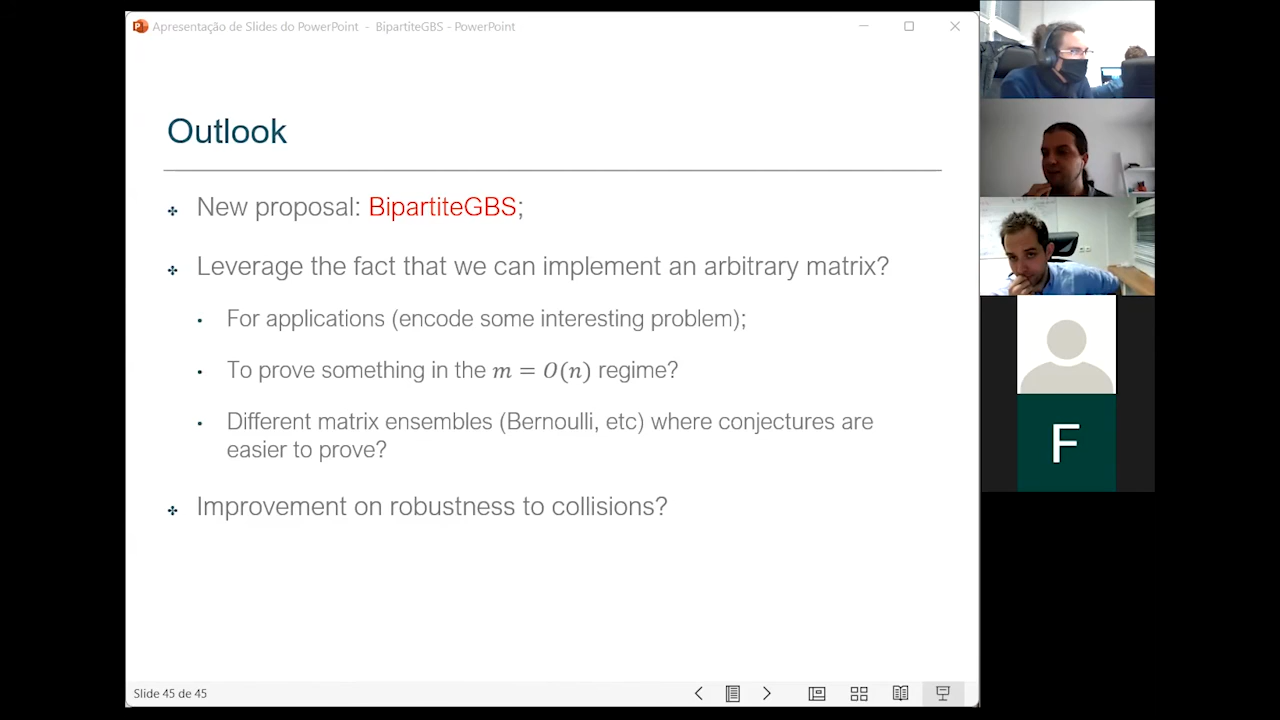 Apresentação de Slides do PowerPoint - BipartiteGBS - PowerPoint
Outlook
New proposal: BipartiteGBS;
Leverage the fact that we can implement an arbitrary matrix?
For applications (encode some interesting problem);
To prove something in the m = O(n) regime?
Different matrix ensembles (Bernoulli, etc) where conjectures are
easier to prove?
Improvement on robustness to collisions?
Slide 45 de 45
F